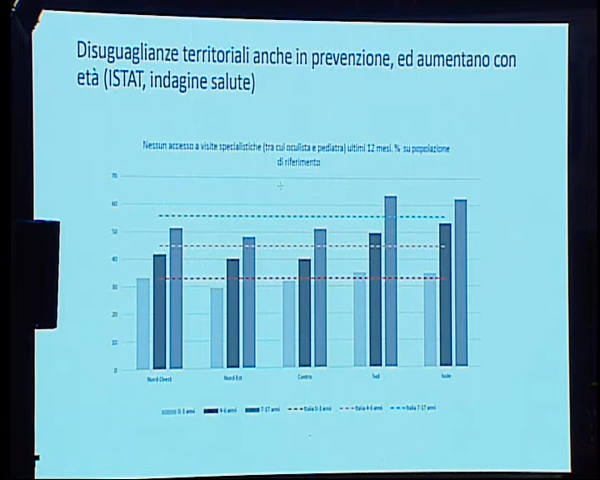 Disuguaglianze territoriali anche in prevenzione, ed aumentano con
età (ISTAT, indagine salute)
Nessun accesso a visite specialistiche (tra cui oculista e pediatra) ultimi 12 mesi. % su popolazione
di riferimento
70
60
50
40
30
20
10
0
Nord-Ovest Nord-Est Centro Sud Isole
0-3 anni 4-6 anni 7-17 anni Italia 0-3 anni Italia 4-6 anni Italia 7-17 anni